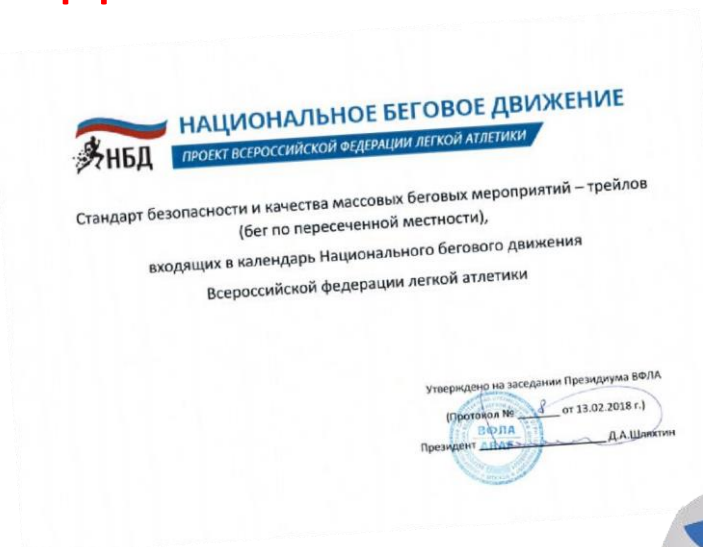 НАЦИОНАЛЬНОЕ БЕГОВОЕ ДВИЖЕНИЕ
НБД
ПРОЕКТ ВСЕРОССИЙСКОЙ ФЕДЕРАЦИИ ЛЕГКОЙ АТЛЕТИКИ
Стандарт безопасности и качества массовых беговых мероприятий – трейлов
(бег по пересеченной местности),
входящих в календарь Национального бегового движения
Всероссийской федерации легкой атлетики
Утверждено на заседании Президиума ВФЛА
(Протокол № 8 от 13.02.2018 г.)
ВФЛА
Президент Д.А.Шляхтин